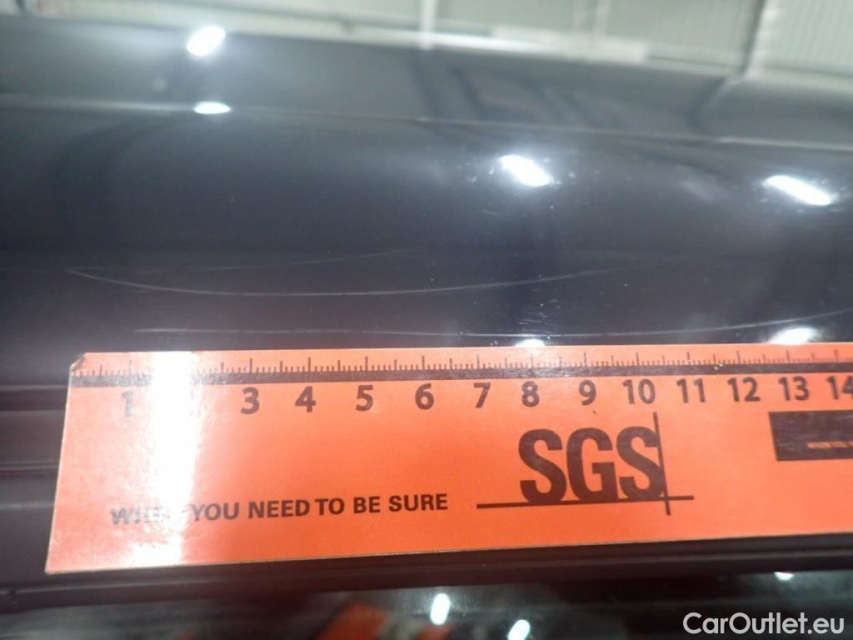 1 3 4 5 6 7 8 9 10 11 12 13 14
SGS
YOU NEED TO BE SURE
CarOutlet.eu